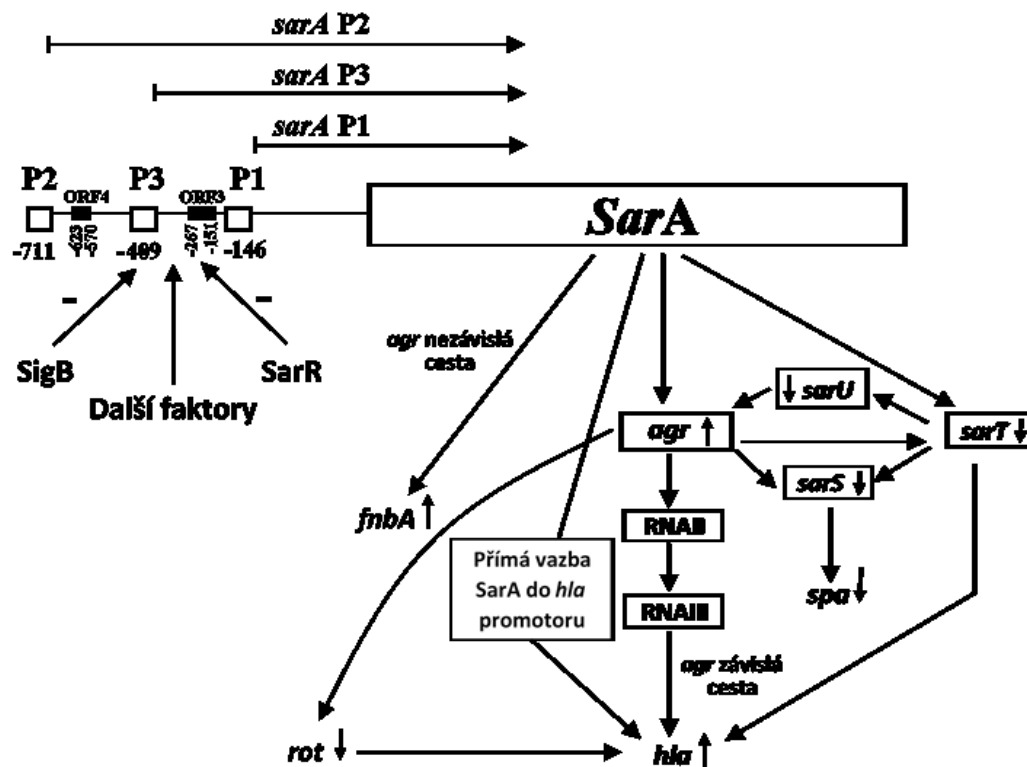 sarA P2
sarA P3
sarA P1
P2 ORF4 P3 ORF3 P1
-711 -623 -570 -409 -267 -151 -146
SarA
- -
SigB SarR
Další faktory
agr nezávislá
cesta
sarU
agr
sarT
sarS
fnbA
RNAII
Přímá vazba
SarA do hla
promotoru
spa
RNAIII
agr závislá
cesta
rot
hla